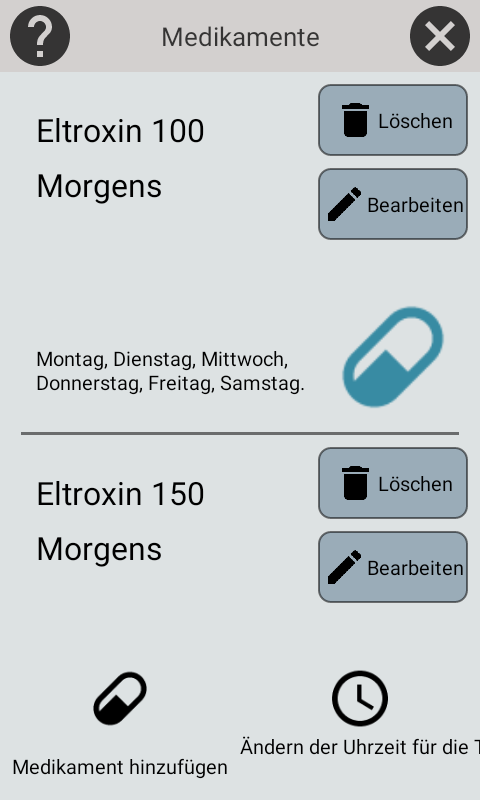 Medikamente
Eltroxin 100
Löschen
Morgens
Bearbeiten
Montag, Dienstag, Mittwoch,
Donnerstag, Freitag, Samstag.
Eltroxin 150
Löschen
Morgens
Bearbeiten
Medikament hinzufügen
Ändern der Uhrzeit für die T